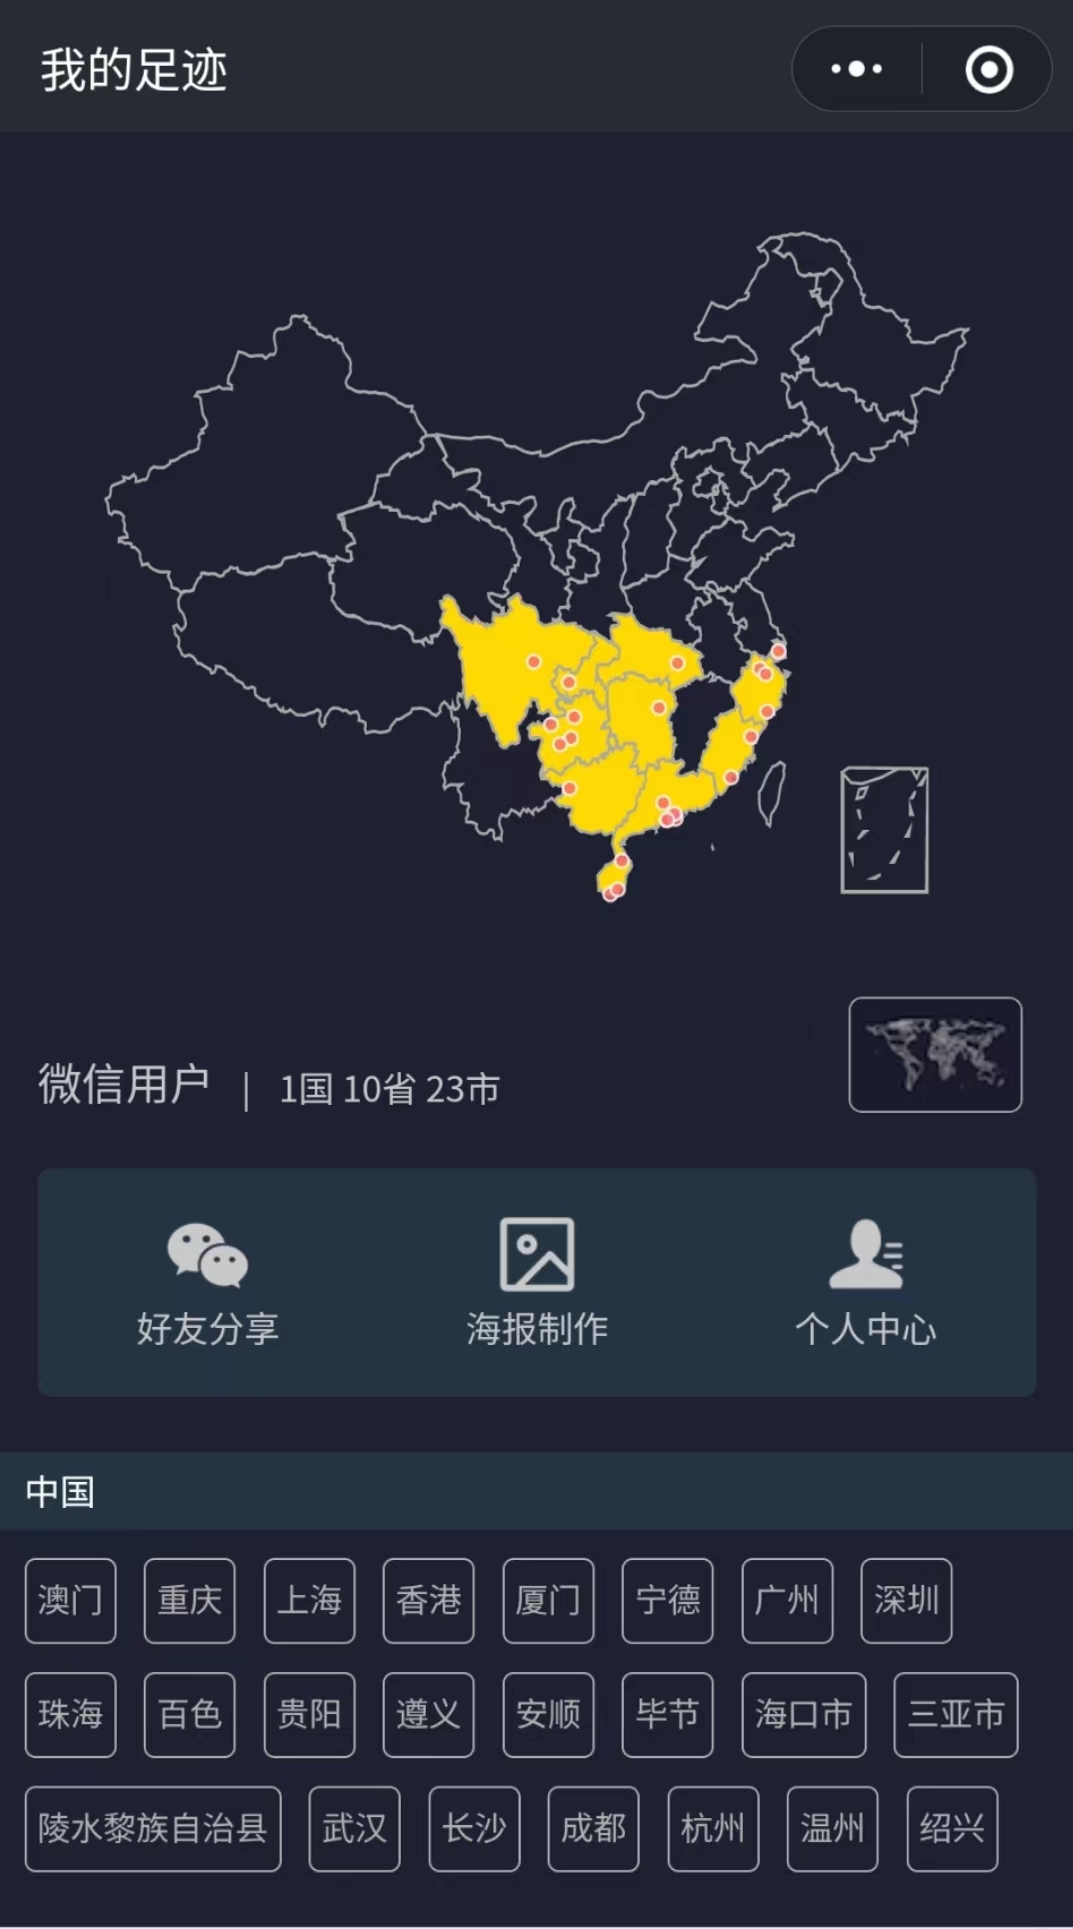 我的足迹
微信用户 | 1国 10省 23市
好友分享 海报制作 个人中心
中国
澳门 重庆 上海 香港 厦门 宁德 广州 深圳
珠海 百色 贵阳 遵义 安顺 毕节 海口市 三亚市
陵水黎族自治县 武汉 长沙 成都 杭州 温州 绍兴